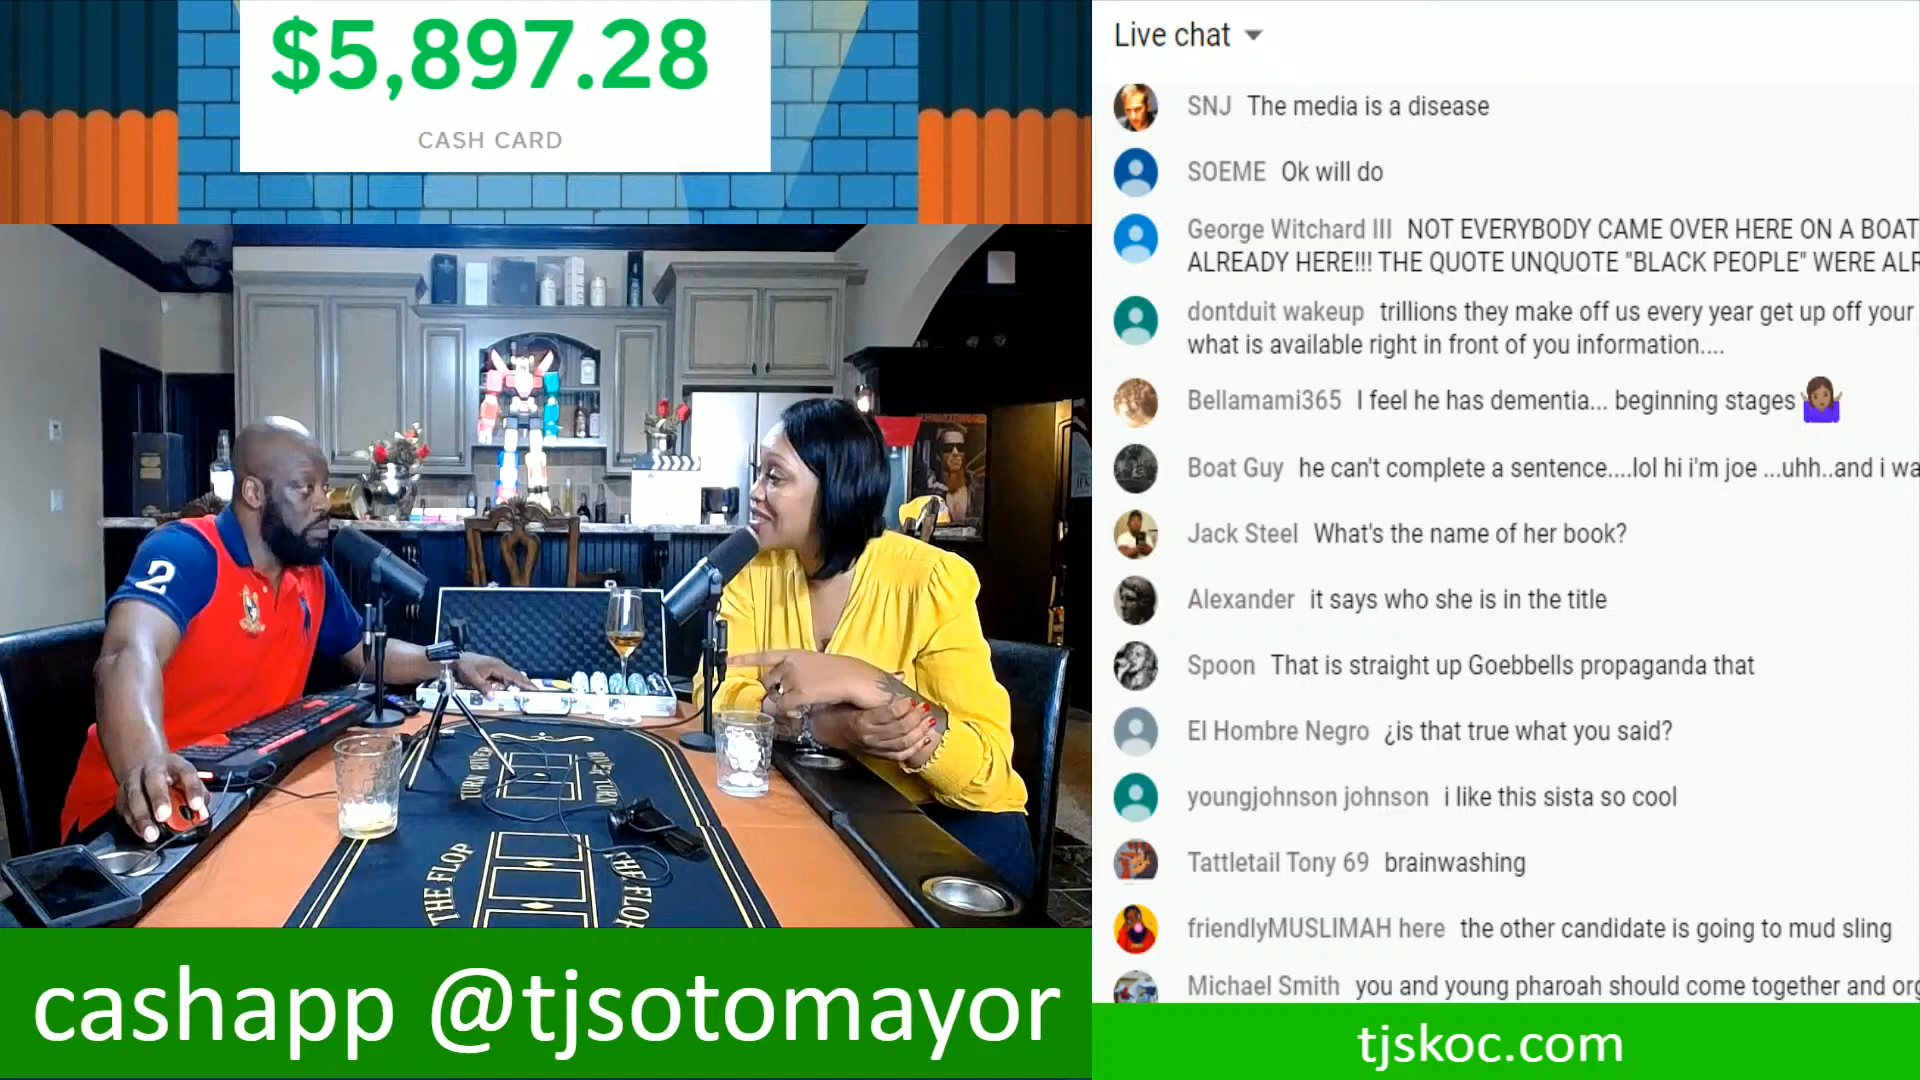 $5,897.28
CASH CARD
2
TURN RIVER
THE FLOP
cashapp @tjsotomayor
Live chat
SNJ The media is a disease
SOEME Ok will do
George Witchard III NOT EVERYBODY CAME OVER HERE ON A BOAT
ALREADY HERE!!! THE QUOTE UNQUOTE "BLACK PEOPLE" WERE ALR
dontduit wakeup trillions they make off us every year get up off your
what is available right in front of you information....
Bellamami365 I feel he has dementia... beginning stages 🤷🏾‍♀️
Boat Guy he can't complete a sentence....lol hi i'm joe ...uhh..and i wa
Jack Steel What's the name of her book?
Alexander it says who she is in the title
Spoon That is straight up Goebbells propaganda that
El Hombre Negro ¿is that true what you said?
youngjohnson johnson i like this sista so cool
Tattletail Tony 69 brainwashing
friendlyMUSLIMAH here the other candidate is going to mud sling
Michael Smith you and young pharoah should come together and org
tjskoc.com